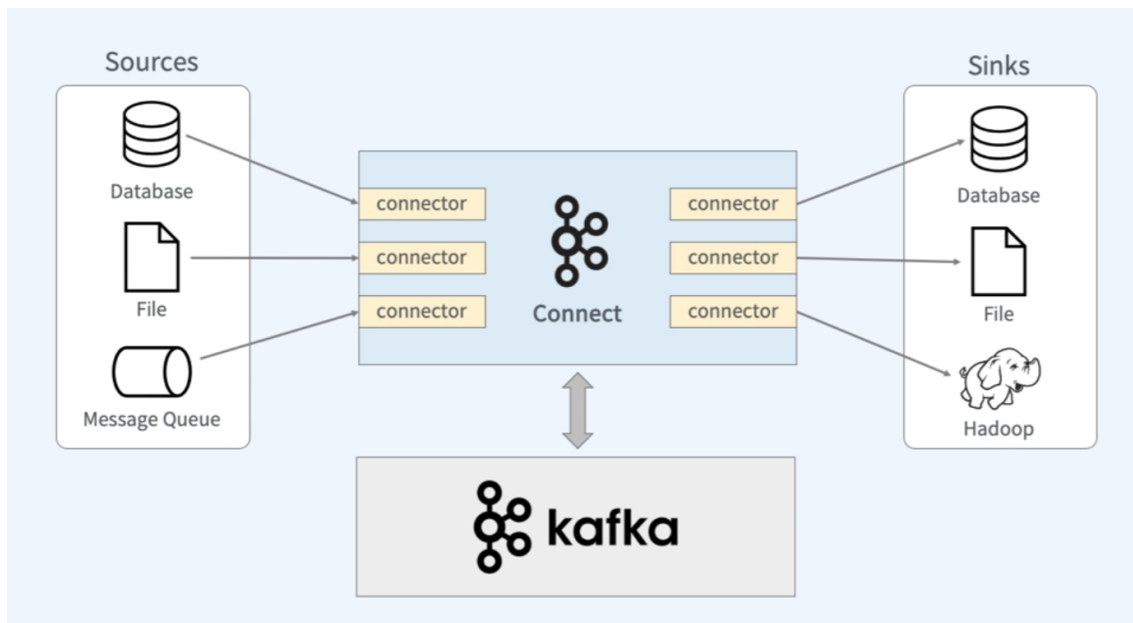 Sources
Database
File
Message Queue
connector
connector
connector
Connect
connector
connector
connector
Sinks
Database
File
Hadoop
kafka